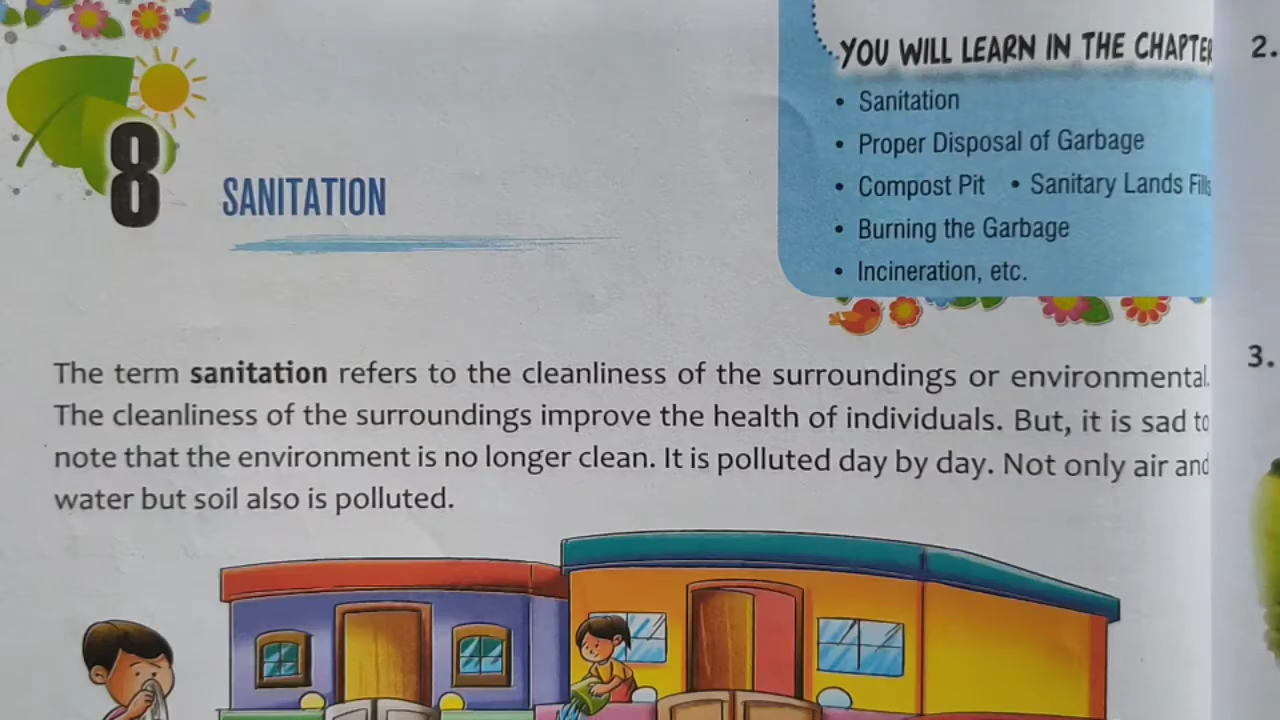 8
SANITATION
YOU WILL LEARN IN THE CHAPTER
• Sanitation
• Proper Disposal of Garbage
• Compost Pit • Sanitary Lands Fills
• Burning the Garbage
• Incineration, etc.
The term sanitation refers to the cleanliness of the surroundings or environmental.
The cleanliness of the surroundings improve the health of individuals. But, it is sad to
note that the environment is no longer clean. It is polluted day by day. Not only air and
water but soil also is polluted.
2.
3.